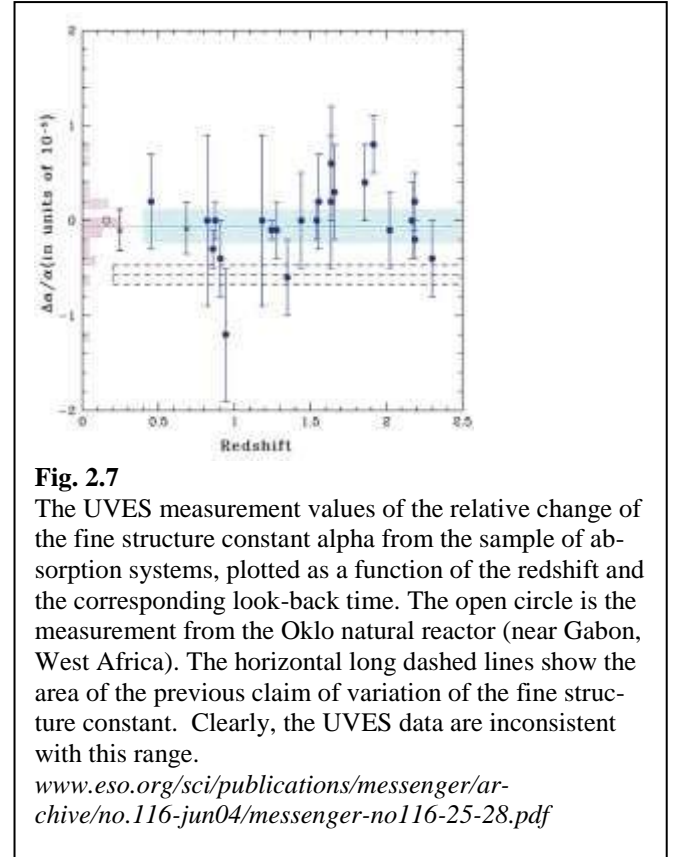 2
1
0
−1
−2
Δα/α(in units of 10⁻⁵)
0 0.5 1 1.5 2 2.5
Redshift
Fig. 2.7
The UVES measurement values of the relative change of
the fine structure constant alpha from the sample of ab-
sorption systems, plotted as a function of the redshift and
the corresponding look-back time. The open circle is the
measurement from the Oklo natural reactor (near Gabon,
West Africa). The horizontal long dashed lines show the
area of the previous claim of variation of the fine struc-
ture constant.  Clearly, the UVES data are inconsistent
with this range.
www.eso.org/sci/publications/messenger/ar-
chive/no.116-jun04/messenger-no116-25-28.pdf